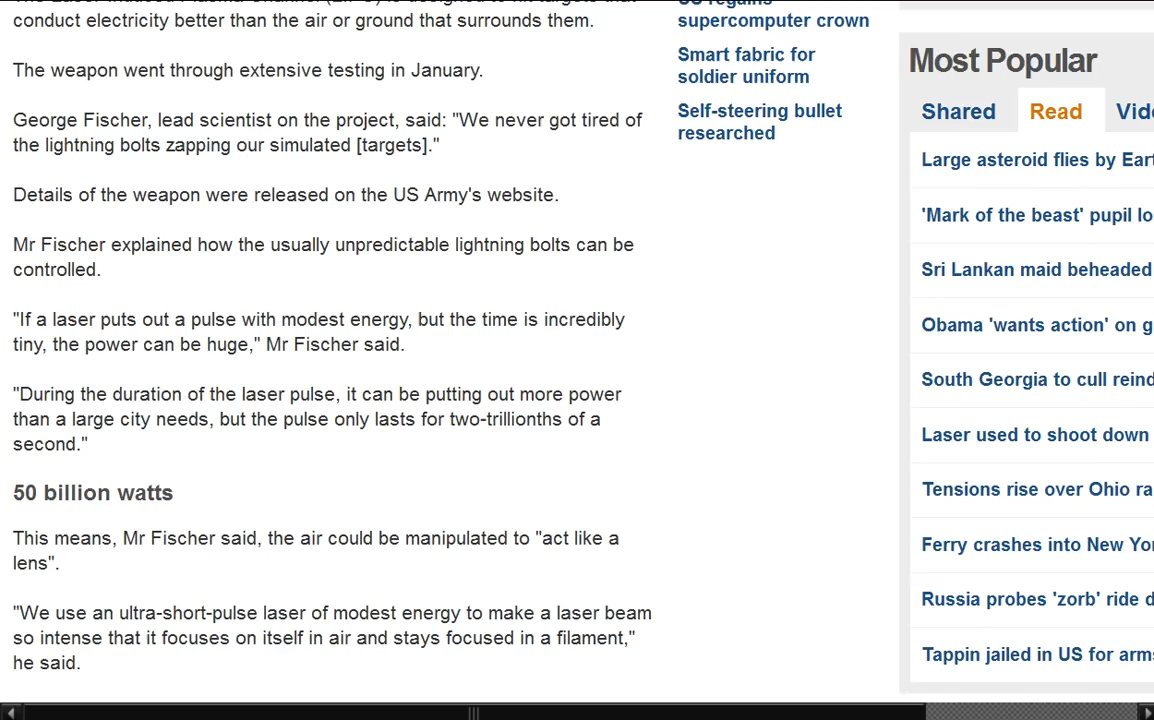 conduct electricity better than the air or ground that surrounds them.
The weapon went through extensive testing in January.
George Fischer, lead scientist on the project, said: "We never got tired of
the lightning bolts zapping our simulated [targets]."
Details of the weapon were released on the US Army's website.
Mr Fischer explained how the usually unpredictable lightning bolts can be
controlled.
"If a laser puts out a pulse with modest energy, but the time is incredibly
tiny, the power can be huge," Mr Fischer said.
"During the duration of the laser pulse, it can be putting out more power
than a large city needs, but the pulse only lasts for two-trillionths of a
second."
50 billion watts
This means, Mr Fischer said, the air could be manipulated to "act like a
lens".
"We use an ultra-short-pulse laser of modest energy to make a laser beam
so intense that it focuses on itself in air and stays focused in a filament,"
he said.
US regains
supercomputer crown
Smart fabric for
soldier uniform
Self-steering bullet
researched
Most Popular
Shared Read Vide
Large asteroid flies by Eart
'Mark of the beast' pupil lo
Sri Lankan maid beheaded
Obama 'wants action' on g
South Georgia to cull reind
Laser used to shoot down
Tensions rise over Ohio ra
Ferry crashes into New Yo
Russia probes 'zorb' ride d
Tappin jailed in US for arms